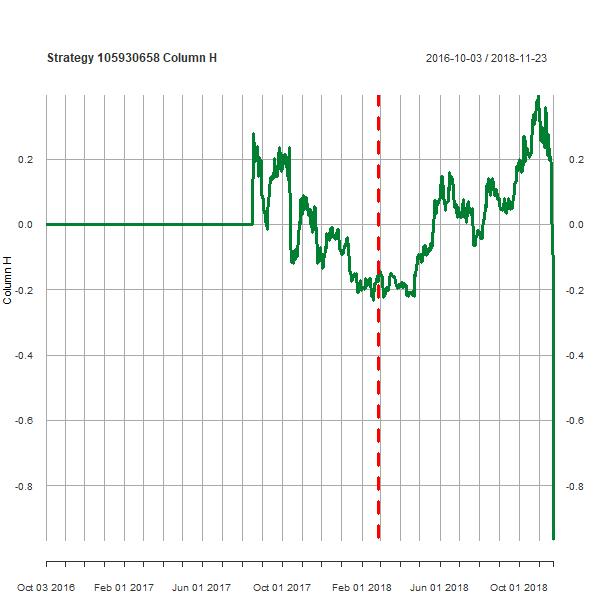 Strategy 105930658 Column H
2016-10-03 / 2018-11-23
0.2
0.0
-0.2
-0.4
-0.6
-0.8
Column H
0.2
0.0
-0.2
-0.4
-0.6
-0.8
Oct 03 2016
Feb 01 2017
Jun 01 2017
Oct 01 2017
Feb 01 2018
Jun 01 2018
Oct 01 2018